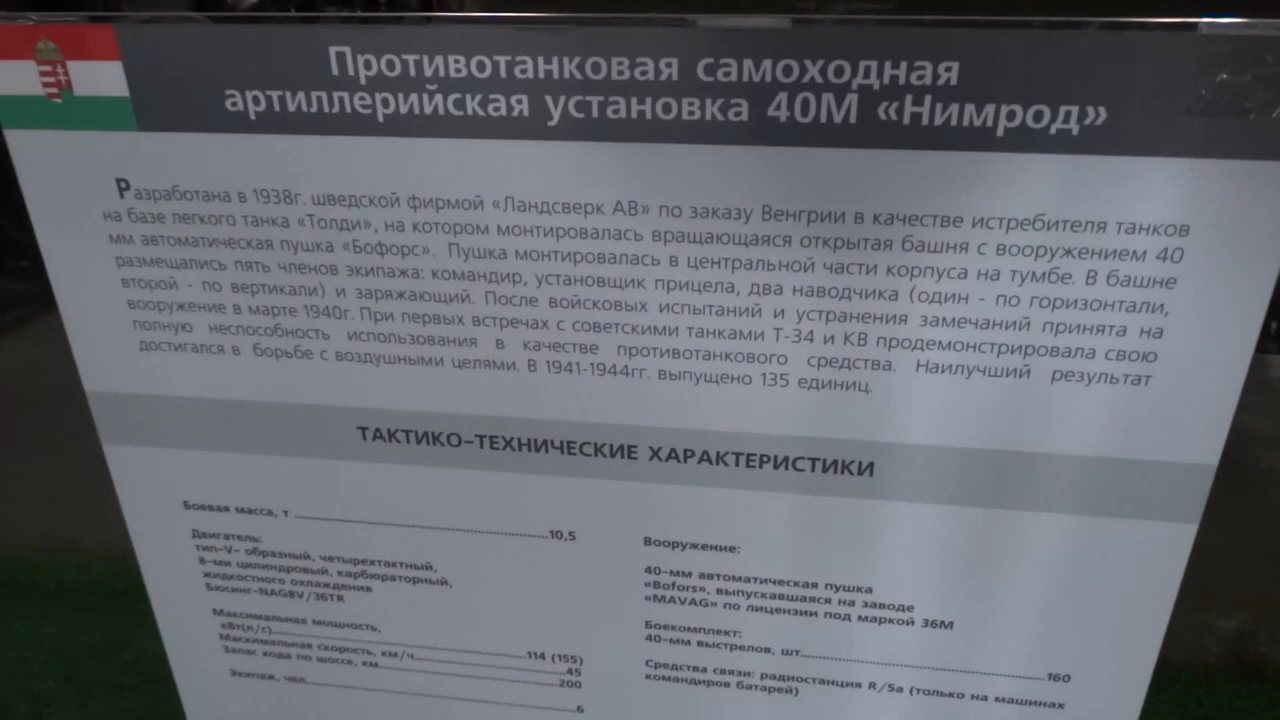 Противотанковая самоходная
артиллерийская установка 40М «Нимрод»
Разработана в 1938г. шведской фирмой «Ландсверк АВ» по заказу Венгрии в качестве истребителя танков
на базе легкого танка «Толди», на котором монтировалась вращающаяся открытая башня с вооружением 40
мм автоматическая пушка «Бофорс». Пушка монтировалась в центральной части корпуса на тумбе. В башне
размещались пять членов экипажа: командир, установщик прицела, два наводчика (один - по горизонтали,
второй - по вертикали) и заряжающий. После войсковых испытаний и устранения замечаний принята на
вооружение в марте 1940г. При первых встречах с советскими танками Т-34 и КВ продемонстрировала свою
полную неспособность использования в качестве противотанкового средства. Наилучший результат
достигался в борьбе с воздушными целями. В 1941-1944гг. выпущено 135 единиц.
ТАКТИКО-ТЕХНИЧЕСКИЕ ХАРАКТЕРИСТИКИ
Боевая масса, т 10,5
Двигатель:
тип-V- образный, четырехтактный,
8-ми цилиндровый, карбюраторный,
жидкостного охлаждения
Бюсинг-NAG8V/36TR
Максимальная мощность,
кВт(л/с) 114 (155)
Максимальная скорость, км/ч 45
Запас хода по шоссе, км 200
Экипаж, чел 6
Вооружение:
40-мм автоматическая пушка
«Bofors», выпускавшаяся на заводе
«MAVAG» по лицензии под маркой 36М
Боекомплект:
40-мм выстрелов, шт 160
Средства связи: радиостанция R/5a (только на машинах
командиров батарей)